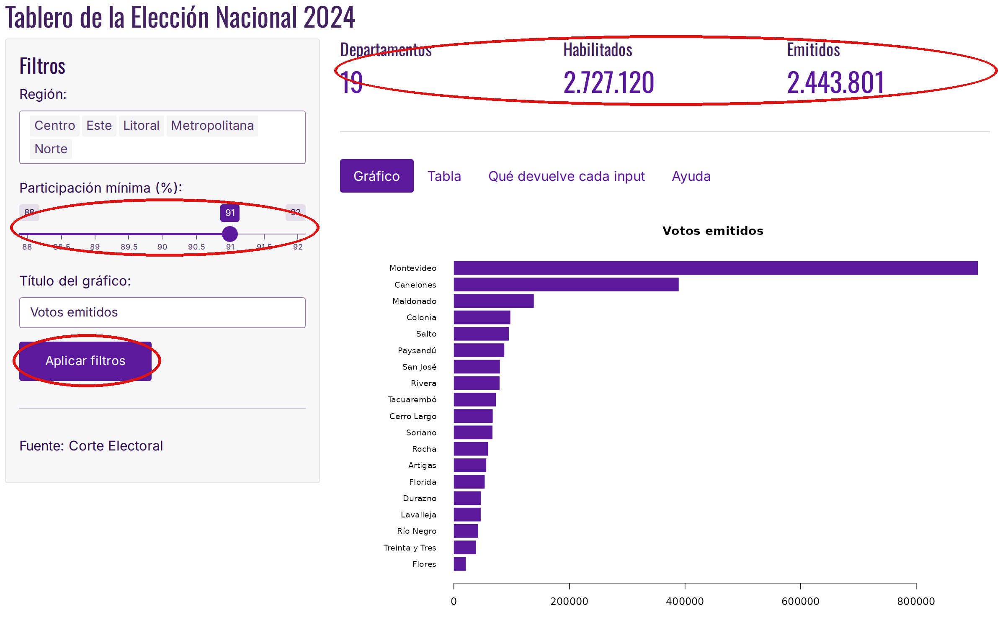 Tablero de la Elección Nacional 2024
Filtros
Región:
Centro Este Litoral Metropolitana
Norte
Participación mínima (%):
88 91 92
88 88.5 89 89.5 90 90.5 91 91.5 92
Título del gráfico:
Votos emitidos
Aplicar filtros
Fuente: Corte Electoral
Departamentos Habilitados Emitidos
19 2.727.120 2.443.801
Gráfico Tabla Qué devuelve cada input Ayuda
Votos emitidos
Montevideo
Canelones
Maldonado
Colonia
Salto
Paysandú
San José
Rivera
Tacuarembó
Cerro Largo
Soriano
Rocha
Artigas
Florida
Durazno
Lavalleja
Río Negro
Treinta y Tres
Flores
0 200000 400000 600000 800000